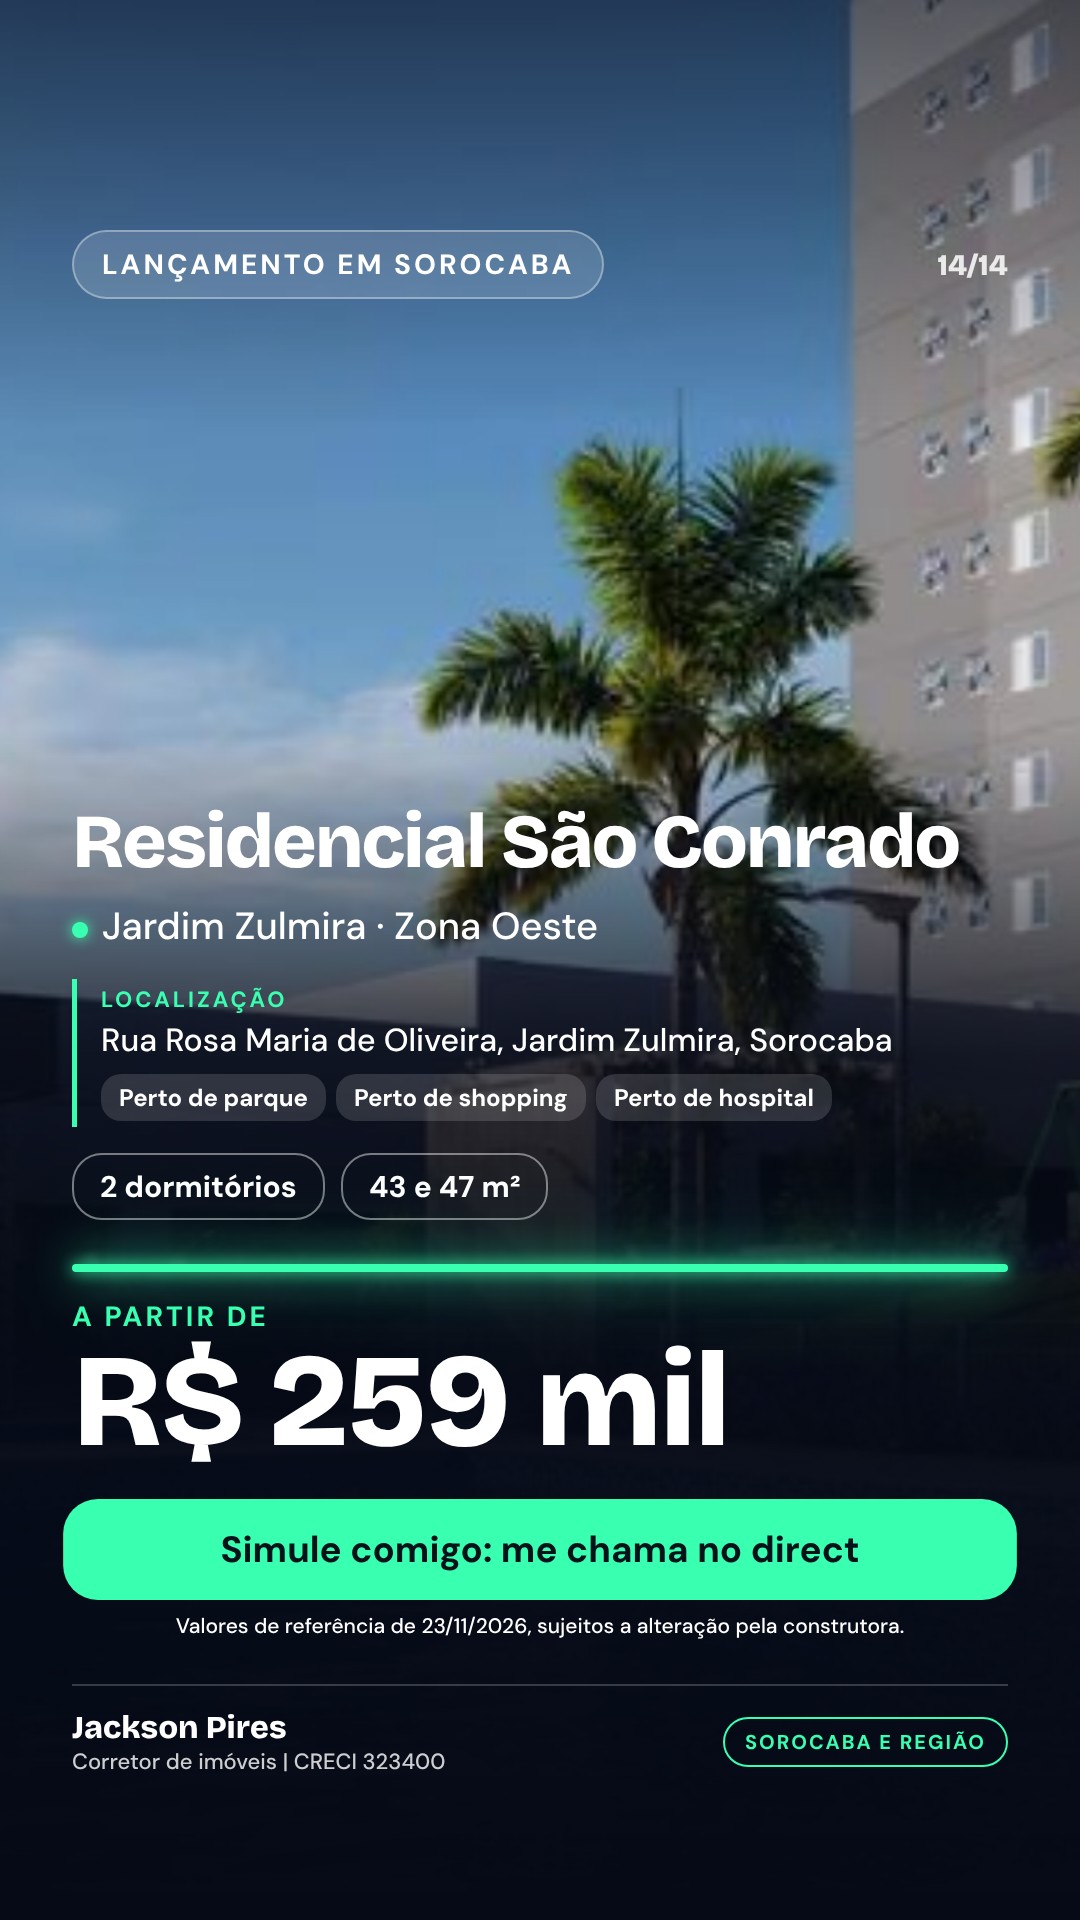 LANÇAMENTO EM SOROCABA
14/14
Residencial São Conrado
Jardim Zulmira · Zona Oeste
LOCALIZAÇÃO
Rua Rosa Maria de Oliveira, Jardim Zulmira, Sorocaba
Perto de parque Perto de shopping Perto de hospital
2 dormitórios 43 e 47 m²
A PARTIR DE
R$ 259 mil
Simule comigo: me chama no direct
Valores de referência de 23/11/2026, sujeitos a alteração pela construtora.
Jackson Pires
Corretor de imóveis | CRECI 323400
SOROCABA E REGIÃO